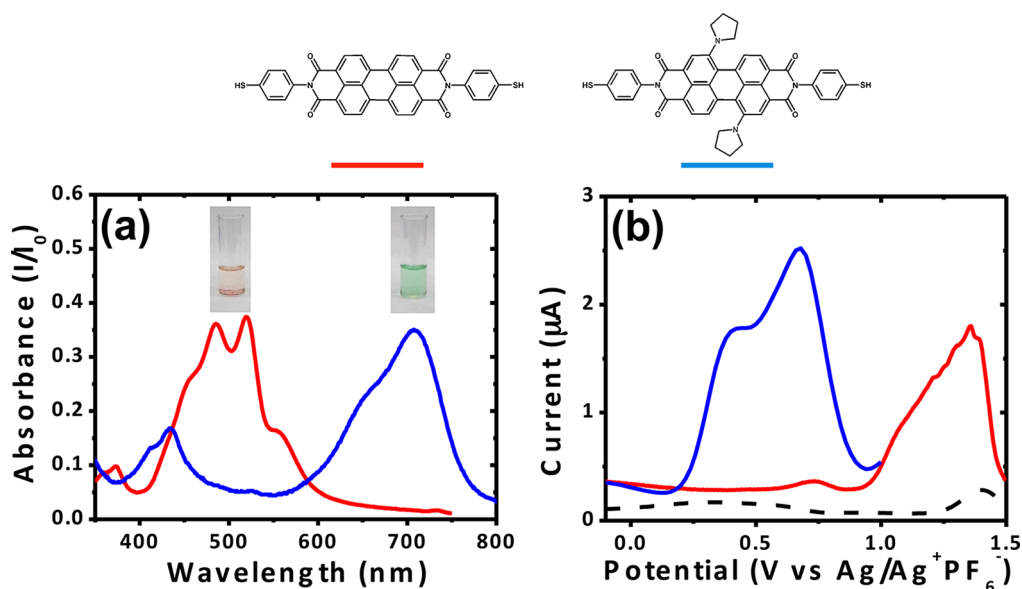 O O O O
HS N N SH
O O O O
N
O O O O
HS N N SH
O O O O
N
(a)
Absorbance (I/I₀)
0.6
0.5
0.4
0.3
0.2
0.1
0.0
400 500 600 700 800
Wavelength (nm)
(b)
Current (µA)
3
2
1
0
0.0 0.5 1.0 1.5
Potential (V vs Ag/Ag⁺PF₆⁻)